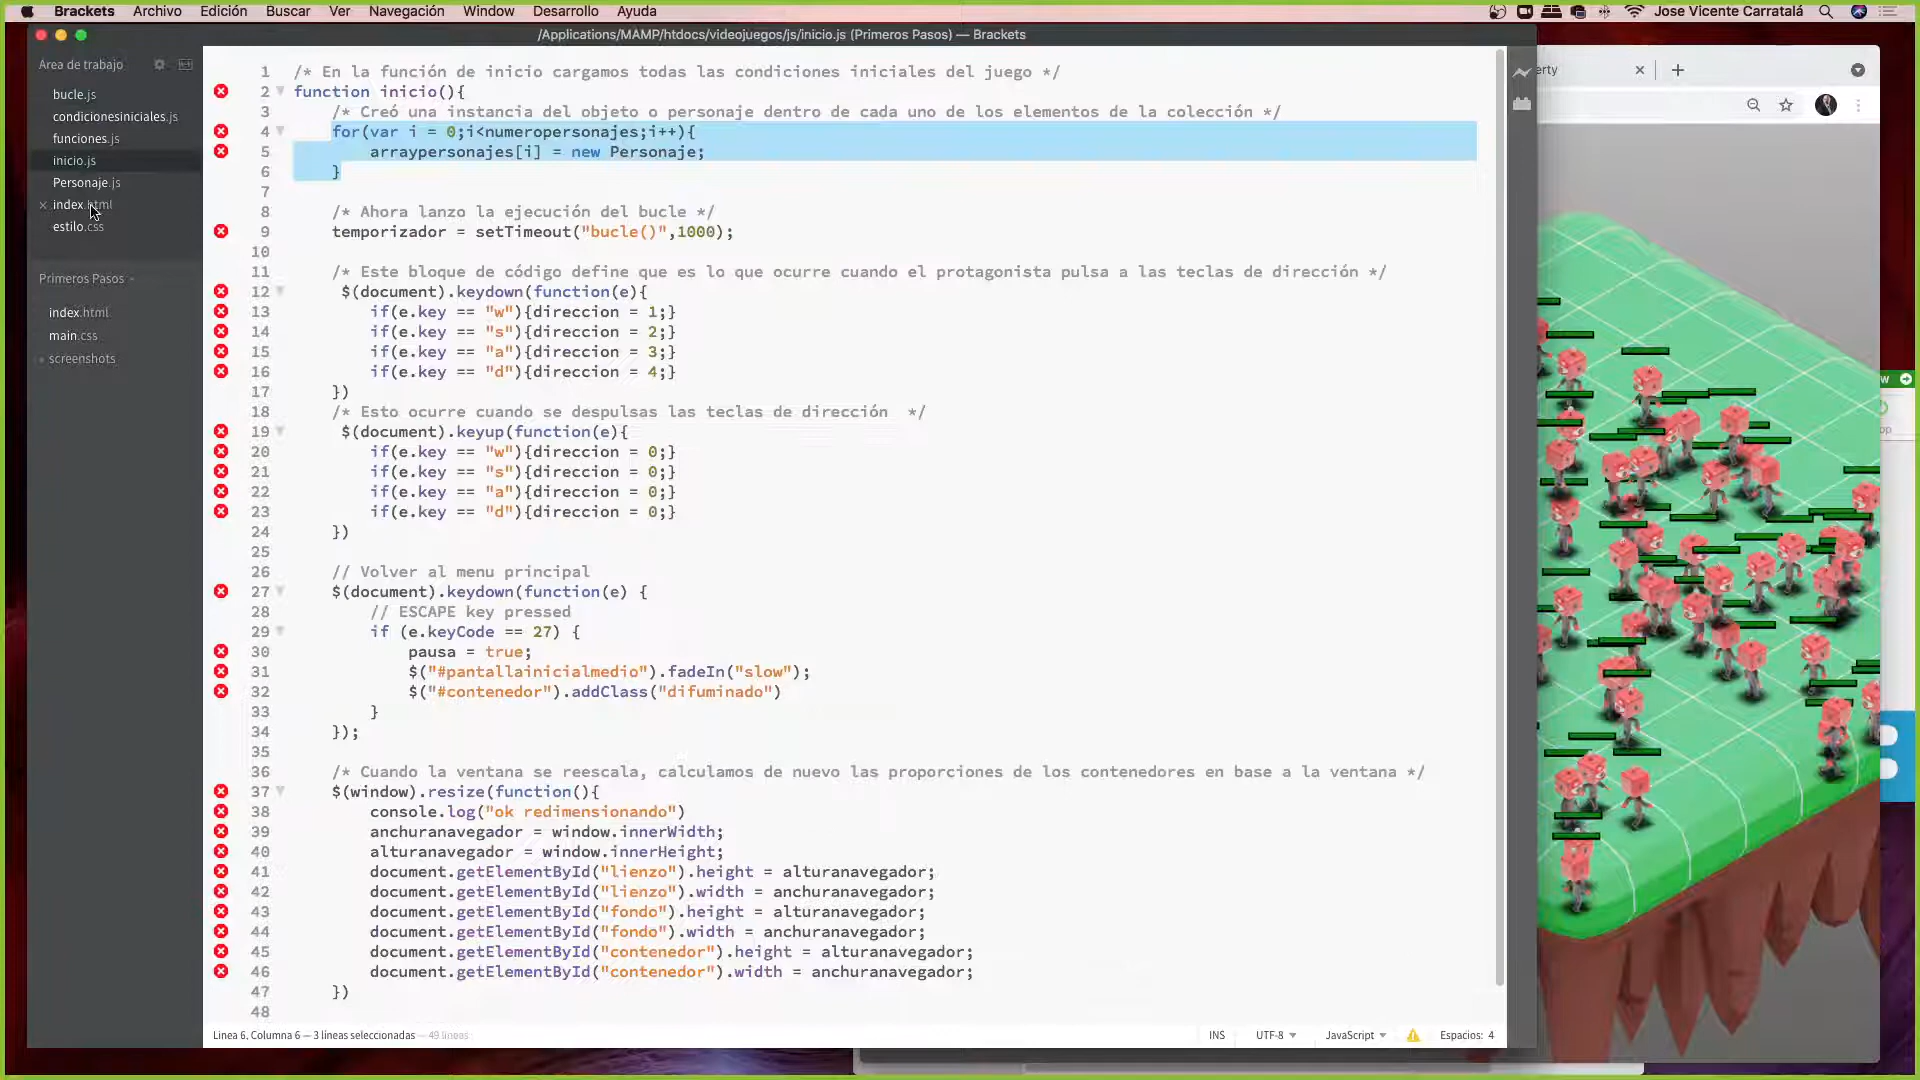 Brackets Archivo Edición Buscar Ver Navegación Window Desarrollo Ayuda Jose Vicente Carratalá
/Applications/MAMP/htdocs/videojuegos/js/inicio.js (Primeros Pasos) — Brackets
Area de trabajo
bucle.js
condicionesiniciales.js
funciones.js
inicio.js
Personaje.js
index.html
estilo.css
Primeros Pasos
index.html
main.css
screenshots
erty
1 /* En la función de inicio cargamos todas las condiciones iniciales del juego */
2 function inicio(){
3 /* Creó una instancia del objeto o personaje dentro de cada uno de los elementos de la colección */
4 for(var i = 0;i<numeropersonajes;i++){
5 arraypersonajes[i] = new Personaje;
6 }
7
8 /* Ahora lanzo la ejecución del bucle */
9 temporizador = setTimeout("bucle()",1000);
10
11 /* Este bloque de código define que es lo que ocurre cuando el protagonista pulsa a las teclas de dirección */
12 $(document).keydown(function(e){
13 if(e.key == "w"){direccion = 1;}
14 if(e.key == "s"){direccion = 2;}
15 if(e.key == "a"){direccion = 3;}
16 if(e.key == "d"){direccion = 4;}
17 })
18 /* Esto ocurre cuando se despulsas las teclas de dirección  */
19 $(document).keyup(function(e){
20 if(e.key == "w"){direccion = 0;}
21 if(e.key == "s"){direccion = 0;}
22 if(e.key == "a"){direccion = 0;}
23 if(e.key == "d"){direccion = 0;}
24 })
25
26 // Volver al menu principal
27 $(document).keydown(function(e) {
28 // ESCAPE key pressed
29 if (e.keyCode == 27) {
30 pausa = true;
31 $("#pantallainicialmedio").fadeIn("slow");
32 $("#contenedor").addClass("difuminado")
33 }
34 });
35
36 /* Cuando la ventana se reescala, calculamos de nuevo las proporciones de los contenedores en base a la ventana */
37 $(window).resize(function(){
38 console.log("ok redimensionando")
39 anchuranavegador = window.innerWidth;
40 alturanavegador = window.innerHeight;
41 document.getElementById("lienzo").height = alturanavegador;
42 document.getElementById("lienzo").width = anchuranavegador;
43 document.getElementById("fondo").height = alturanavegador;
44 document.getElementById("fondo").width = anchuranavegador;
45 document.getElementById("contenedor").height = alturanavegador;
46 document.getElementById("contenedor").width = anchuranavegador;
47 })
48
Linea 6, Columna 6 — 3 líneas seleccionadas — 49 líneas INS UTF-8 JavaScript Espacios: 4